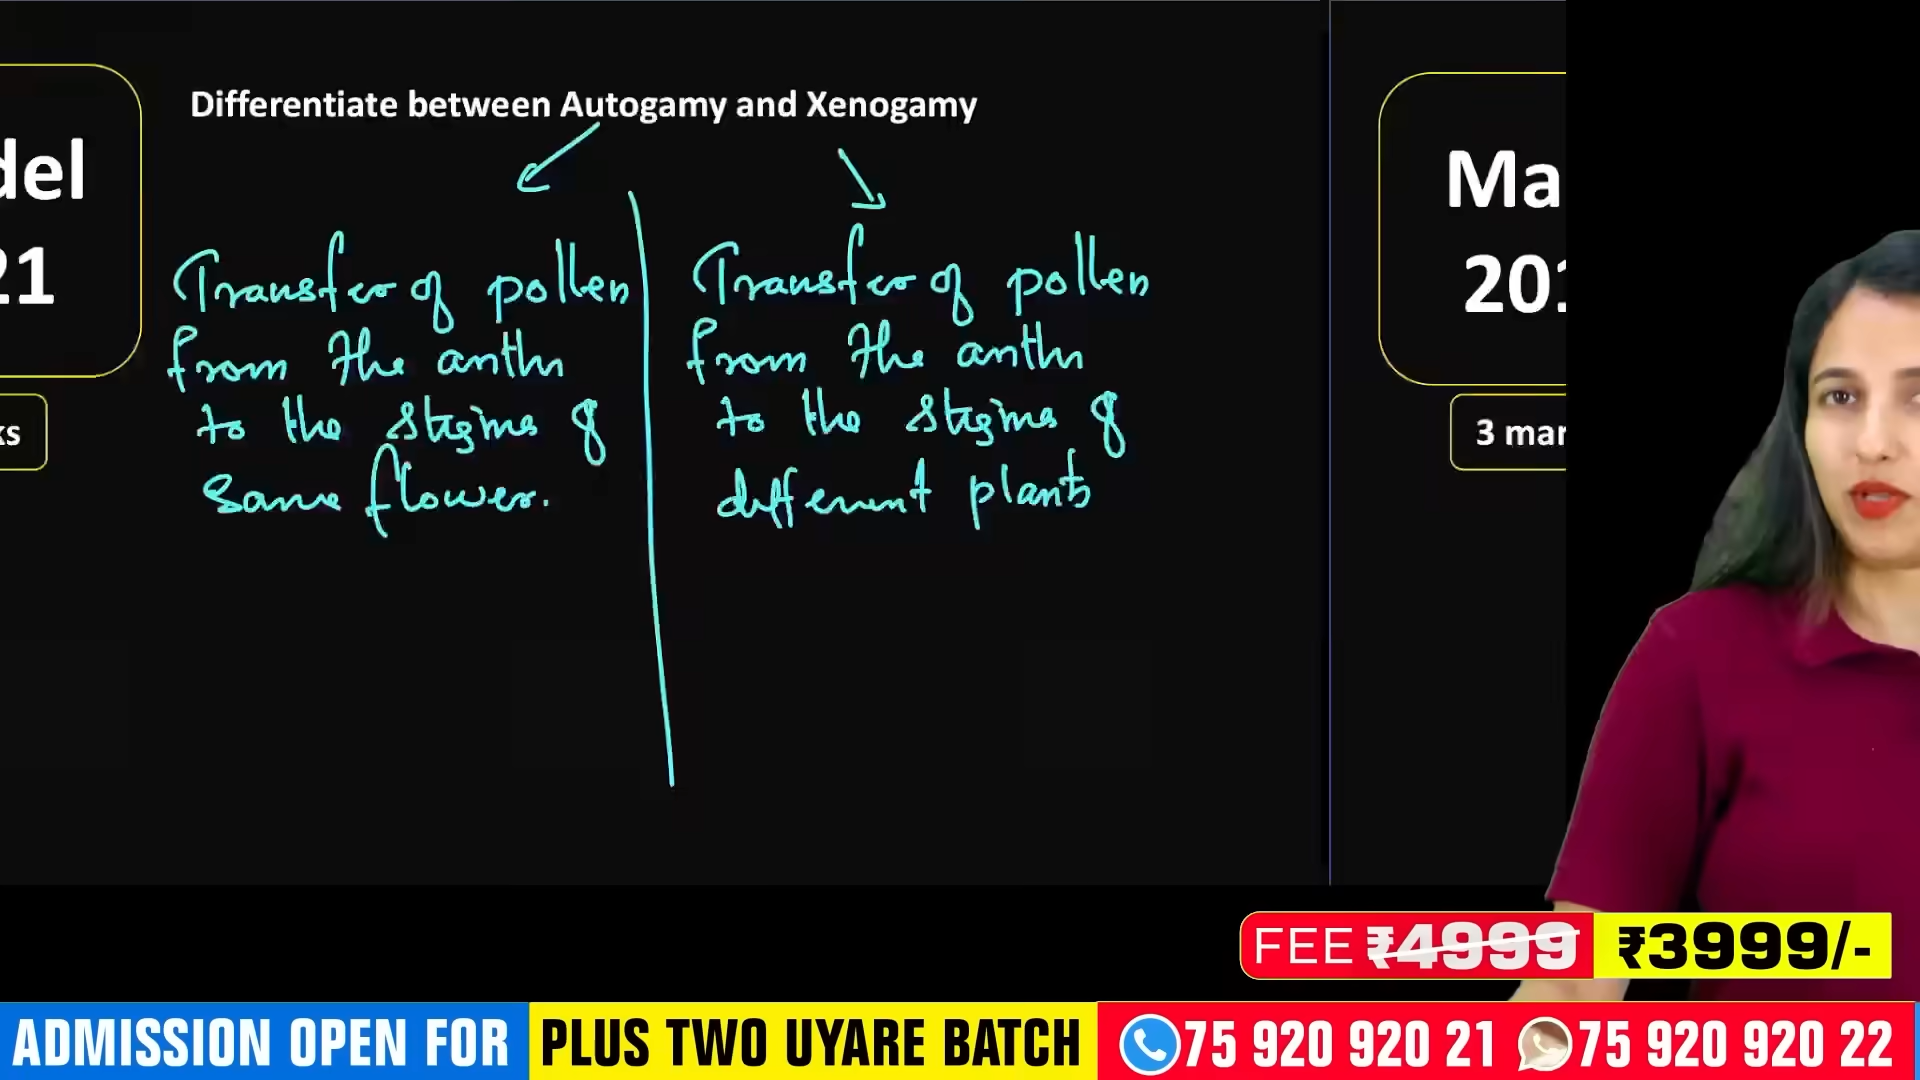 del
21
ks
Differentiate between Autogamy and Xenogamy
Transfer of pollen
from the anther
to the stigma of
same flower.
Transfer of pollen
from the anther
to the stigma of
different plants
Ma
201
3 mar
FEE ₹4999 ₹3999/-
ADMISSION OPEN FOR PLUS TWO UYARE BATCH 75 920 920 21 75 920 920 22